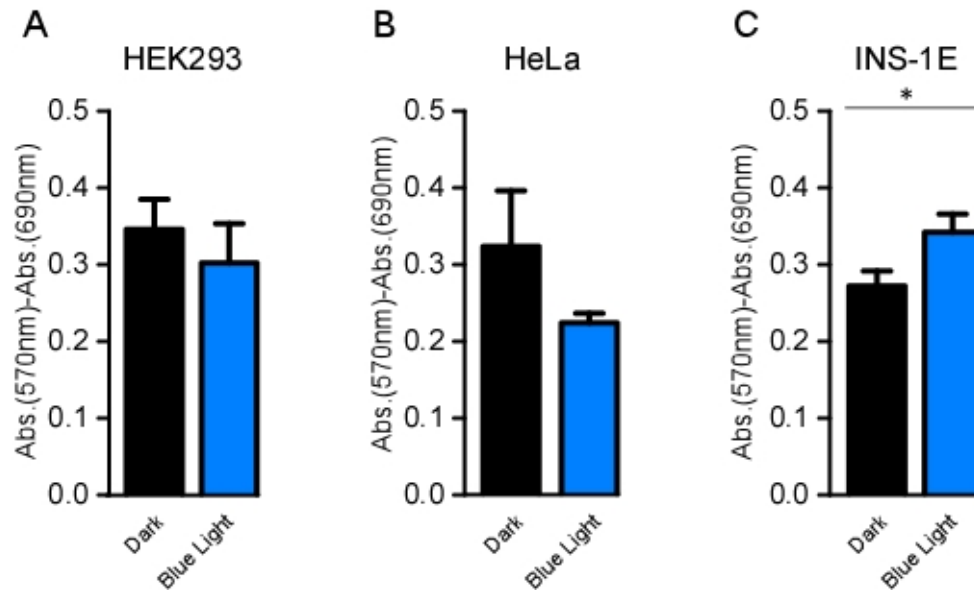 A
HEK293
Abs.(570nm)-Abs.(690nm)
0.5
0.4
0.3
0.2
0.1
0.0
Dark
Blue Light
B
HeLa
Abs.(570nm)-Abs.(690nm)
0.5
0.4
0.3
0.2
0.1
0.0
Dark
Blue Light
C
INS-1E
*
Abs.(570nm)-Abs.(690nm)
0.5
0.4
0.3
0.2
0.1
0.0
Dark
Blue Light